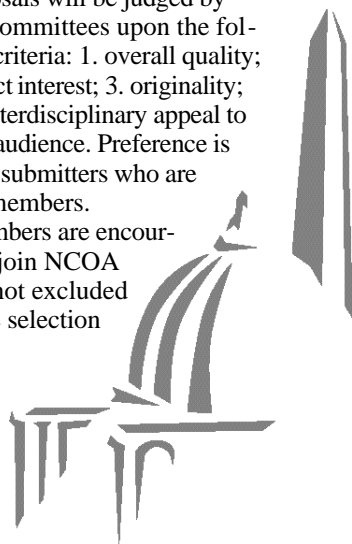 sals will be judged by
ommittees upon the fol-
criteria: 1. overall quality;
ct interest; 3. originality;
terdisciplinary appeal to
audience. Preference is
submitters who are
members.
mbers are encour-
join NCOA
not excluded
selection